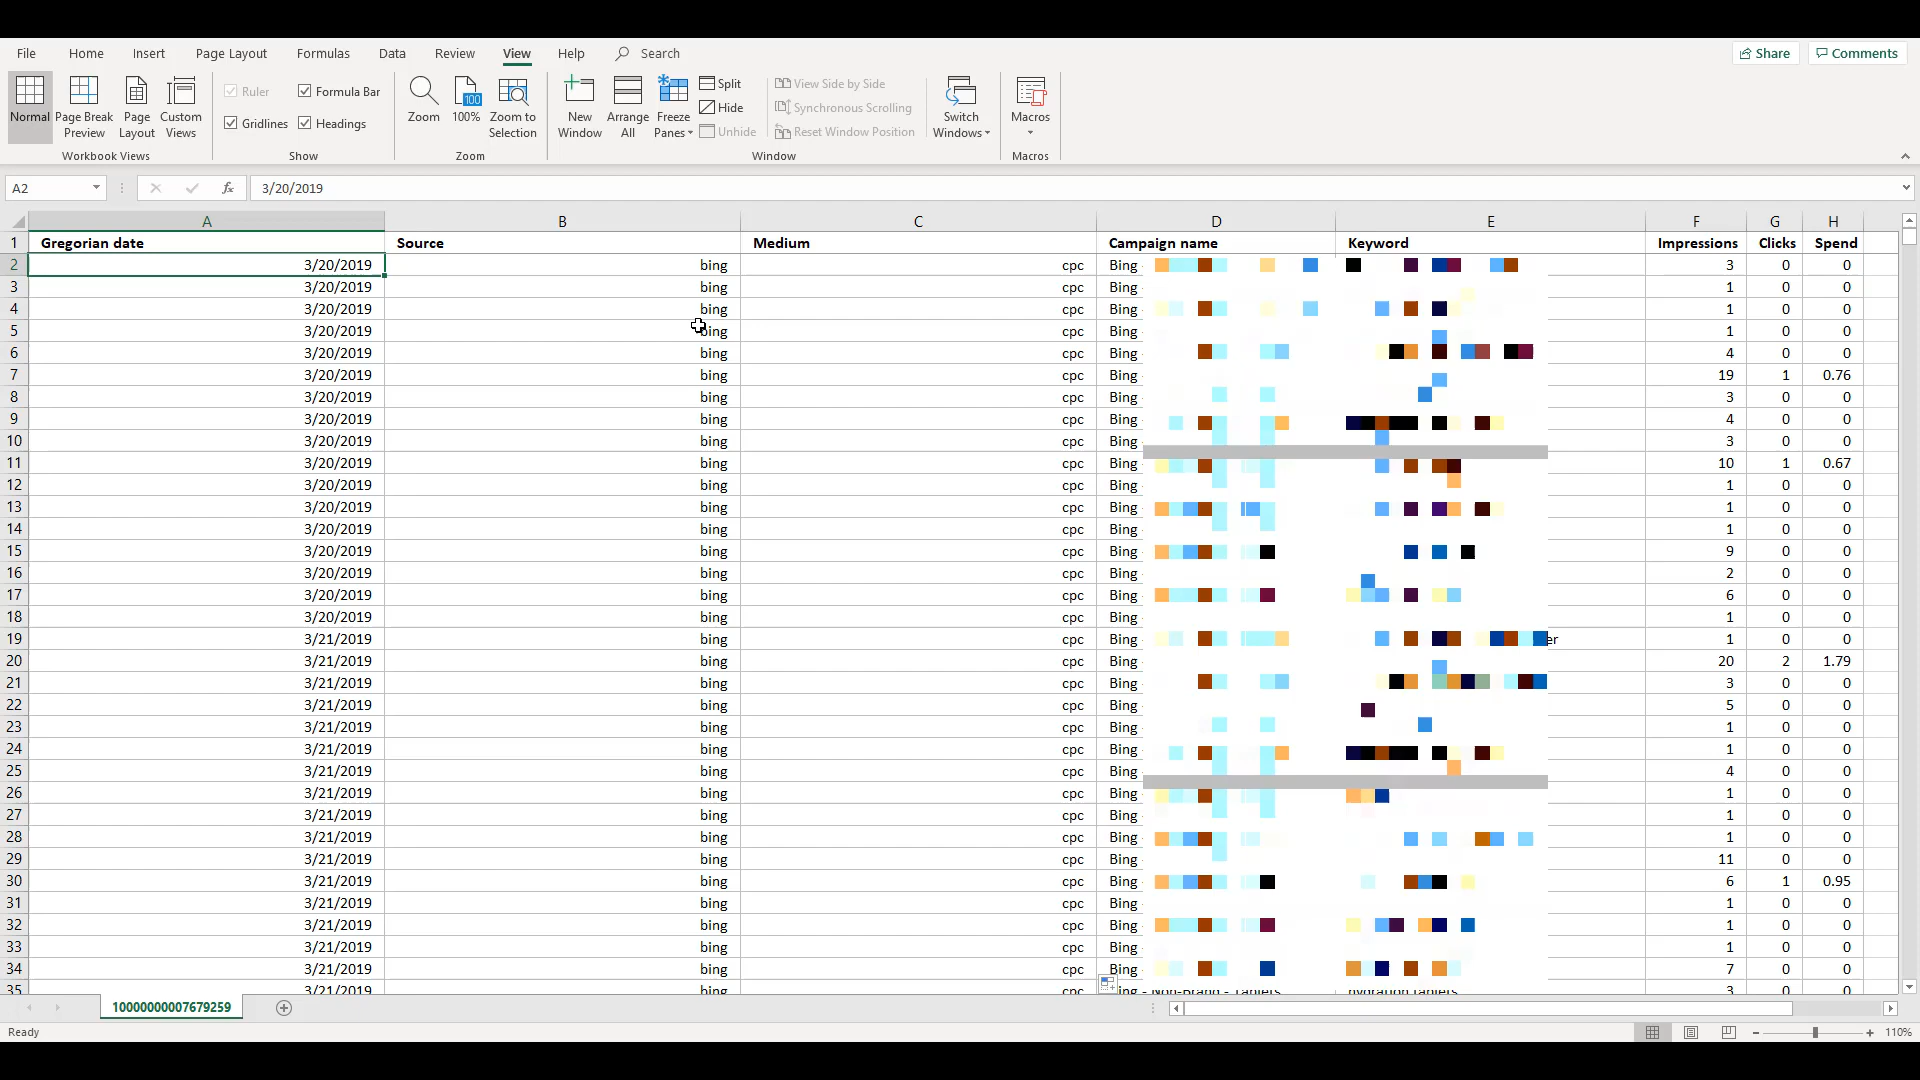 File Home Insert Page Layout Formulas Data Review View Help Search Share Comments
Normal Page Break Preview Page Layout Custom Views
Workbook Views
Ruler Formula Bar
Gridlines Headings
Show
Zoom 100% Zoom to Selection
Zoom
New Window Arrange All Freeze Panes
Split View Side by Side
Hide Synchronous Scrolling
Unhide Reset Window Position
Window
Switch Windows
Macros
Macros
A2 fx 3/20/2019
A B C D E F G H
1 Gregorian date Source Medium Campaign name Keyword Impressions Clicks Spend
2 3/20/2019 bing cpc Bing 3 0 0
3 3/20/2019 bing cpc Bing 1 0 0
4 3/20/2019 bing cpc Bing 1 0 0
5 3/20/2019 bing cpc Bing 1 0 0
6 3/20/2019 bing cpc Bing 4 0 0
7 3/20/2019 bing cpc Bing 19 1 0.76
8 3/20/2019 bing cpc Bing 3 0 0
9 3/20/2019 bing cpc Bing 4 0 0
10 3/20/2019 bing cpc Bing 3 0 0
11 3/20/2019 bing cpc Bing 10 1 0.67
12 3/20/2019 bing cpc Bing 1 0 0
13 3/20/2019 bing cpc Bing 1 0 0
14 3/20/2019 bing cpc Bing 1 0 0
15 3/20/2019 bing cpc Bing 9 0 0
16 3/20/2019 bing cpc Bing 2 0 0
17 3/20/2019 bing cpc Bing 6 0 0
18 3/20/2019 bing cpc Bing 1 0 0
19 3/21/2019 bing cpc Bing er 1 0 0
20 3/21/2019 bing cpc Bing 20 2 1.79
21 3/21/2019 bing cpc Bing 3 0 0
22 3/21/2019 bing cpc Bing 5 0 0
23 3/21/2019 bing cpc Bing 1 0 0
24 3/21/2019 bing cpc Bing 1 0 0
25 3/21/2019 bing cpc Bing 4 0 0
26 3/21/2019 bing cpc Bing 1 0 0
27 3/21/2019 bing cpc Bing 1 0 0
28 3/21/2019 bing cpc Bing 1 0 0
29 3/21/2019 bing cpc Bing 11 0 0
30 3/21/2019 bing cpc Bing 6 1 0.95
31 3/21/2019 bing cpc Bing 1 0 0
32 3/21/2019 bing cpc Bing 1 0 0
33 3/21/2019 bing cpc Bing 1 0 0
34 3/21/2019 bing cpc Bing 7 0 0
35 3/21/2019 bing cpc Bing - Non-Brand - Tablets hydration tablets 3 0 0
10000000007679259
Ready 110%